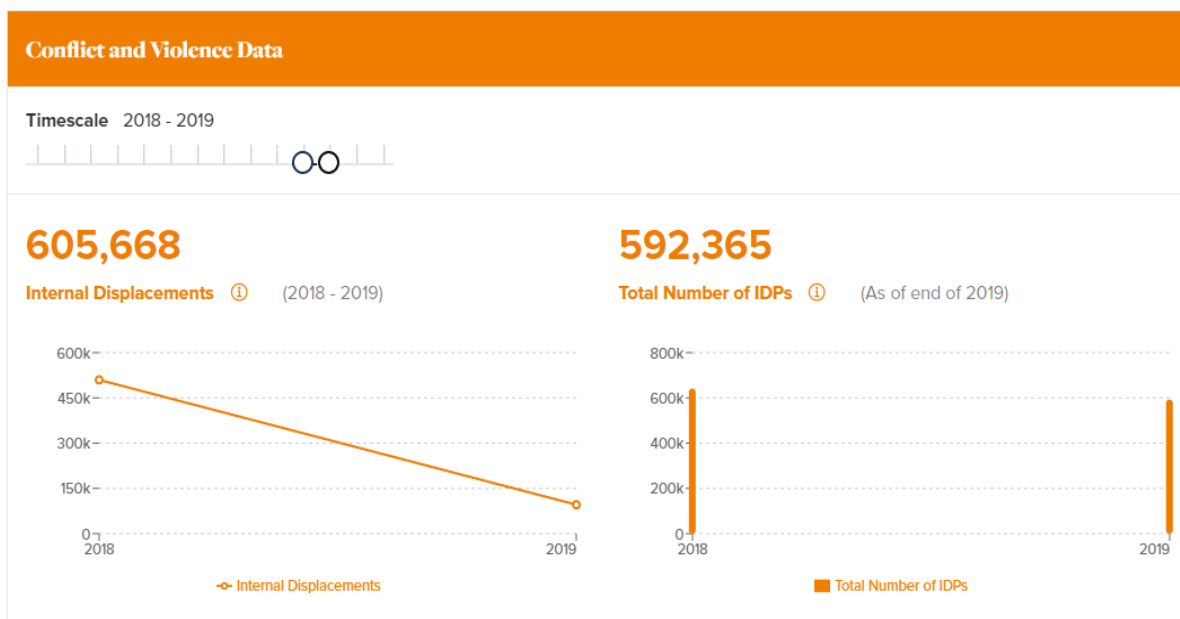 Conflict and Violence Data
Timescale 2018 - 2019
605,668
Internal Displacements (2018 - 2019)
600k
450k
300k
150k
0
2018 2019
Internal Displacements
592,365
Total Number of IDPs (As of end of 2019)
800k
600k
400k
200k
0
2018 2019
Total Number of IDPs